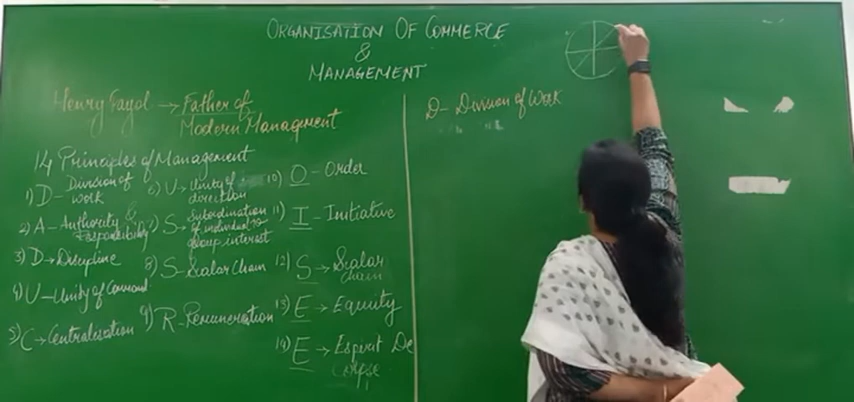 ORGANISATION OF COMMERCE
&
MANAGEMENT
Henry Fayol → Father of
Modern Managment
14 Principles of Management
1) D- Division of
work
2) A- Authority &
Responsibility
3) D→ Discipline
4) U- Unity of Command
5) C→ Centralisation
6) U- Unity of
direction
7) S- Subordination
of individual to
group interest
8) S- Scalar Chain
9) R- Remuneration
10) O- Order
11) I- Initiative
12) S→ Scalar
Chain
13) E→ Equity
14) E→ Esprit De
D- Division of Work